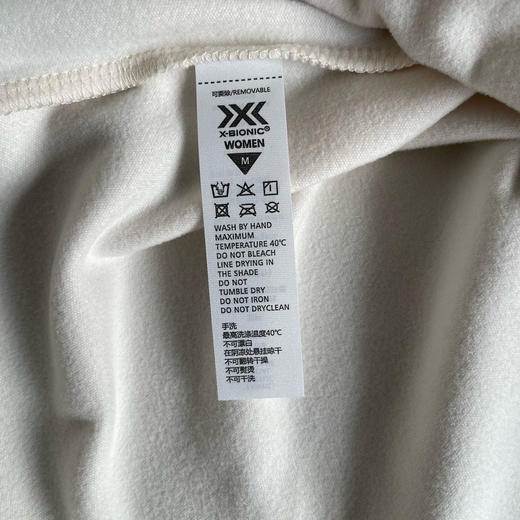 可撕除/REMOVABLE
X-BIONIC®
WOMEN
M
WASH BY HAND
MAXIMUM
TEMPERATURE 40℃
DO NOT BLEACH
LINE DRYING IN
THE SHADE
DO NOT
TUMBLE DRY
DO NOT IRON
DO NOT DRYCLEAN
手洗
最高洗涤温度40℃
不可漂白
在阴凉处悬挂晾干
不可翻转干燥
不可熨烫
不可干洗